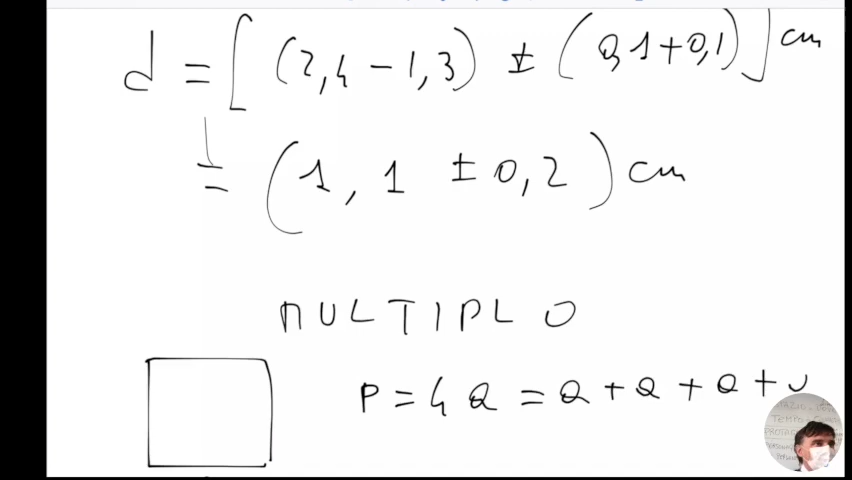 d = [ (2,4 - 1,3) ± (0,1 + 0,1) ] cm
= (1,1 ± 0,2) cm
MULTIPLO
P = 4 a = a + a + a +